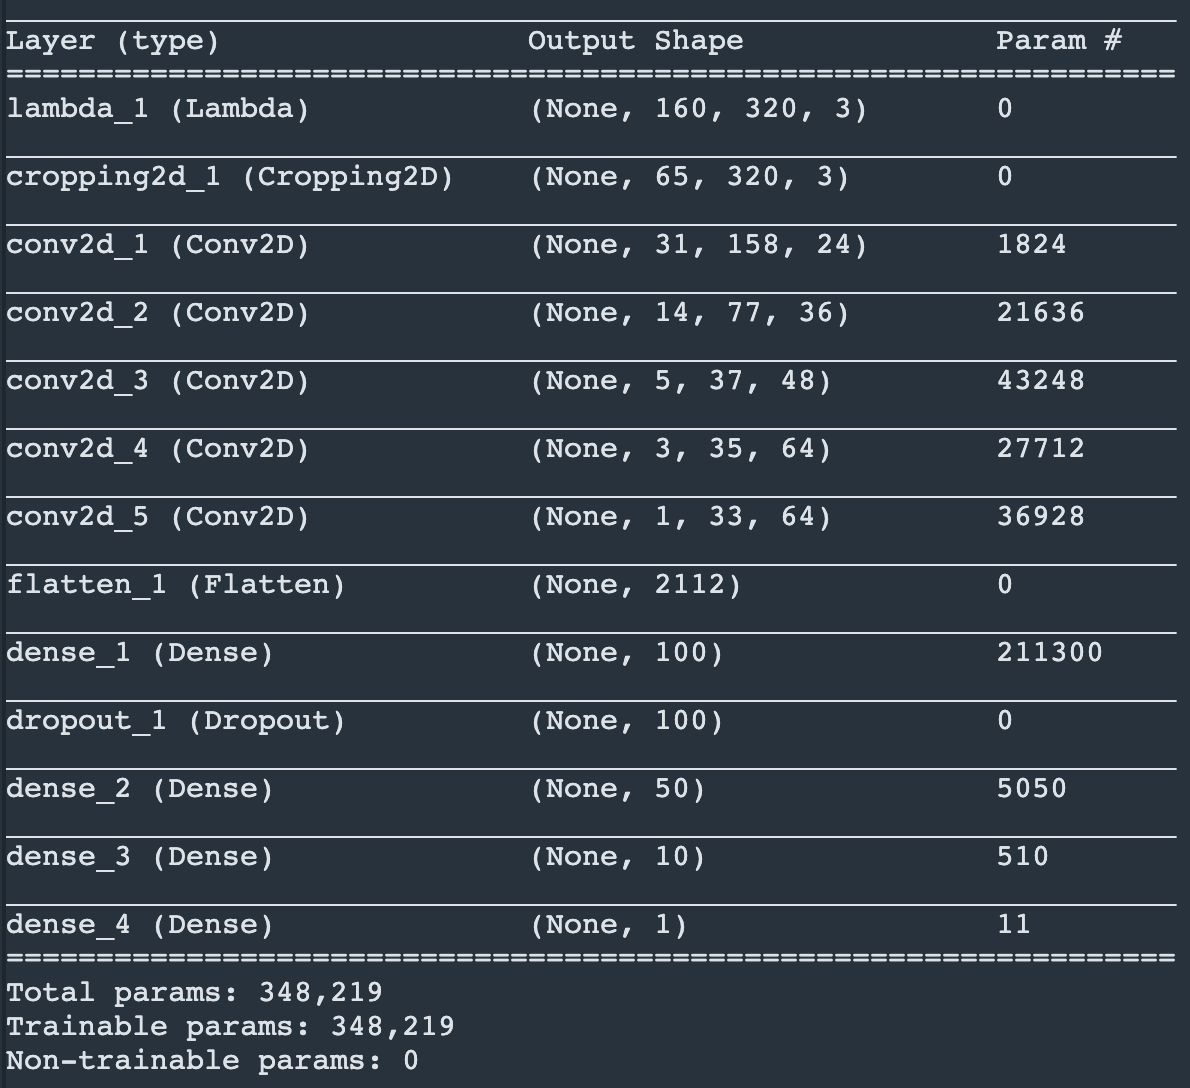 Layer (type) Output Shape Param #
=================================================================
lambda_1 (Lambda) (None, 160, 320, 3) 0
cropping2d_1 (Cropping2D) (None, 65, 320, 3) 0
conv2d_1 (Conv2D) (None, 31, 158, 24) 1824
conv2d_2 (Conv2D) (None, 14, 77, 36) 21636
conv2d_3 (Conv2D) (None, 5, 37, 48) 43248
conv2d_4 (Conv2D) (None, 3, 35, 64) 27712
conv2d_5 (Conv2D) (None, 1, 33, 64) 36928
flatten_1 (Flatten) (None, 2112) 0
dense_1 (Dense) (None, 100) 211300
dropout_1 (Dropout) (None, 100) 0
dense_2 (Dense) (None, 50) 5050
dense_3 (Dense) (None, 10) 510
dense_4 (Dense) (None, 1) 11
=================================================================
Total params: 348,219
Trainable params: 348,219
Non-trainable params: 0